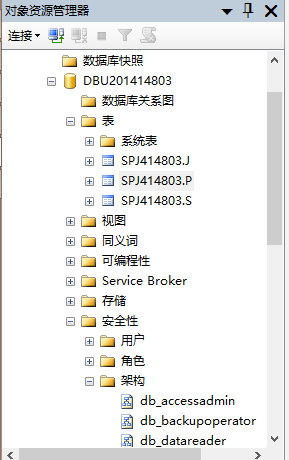 对象资源管理器
连接
数据库快照
DBU201414803
数据库关系图
表
系统表
SPJ414803.J
SPJ414803.P
SPJ414803.S
视图
同义词
可编程性
Service Broker
存储
安全性
用户
角色
架构
db_accessadmin
db_backupoperator
db_datareader